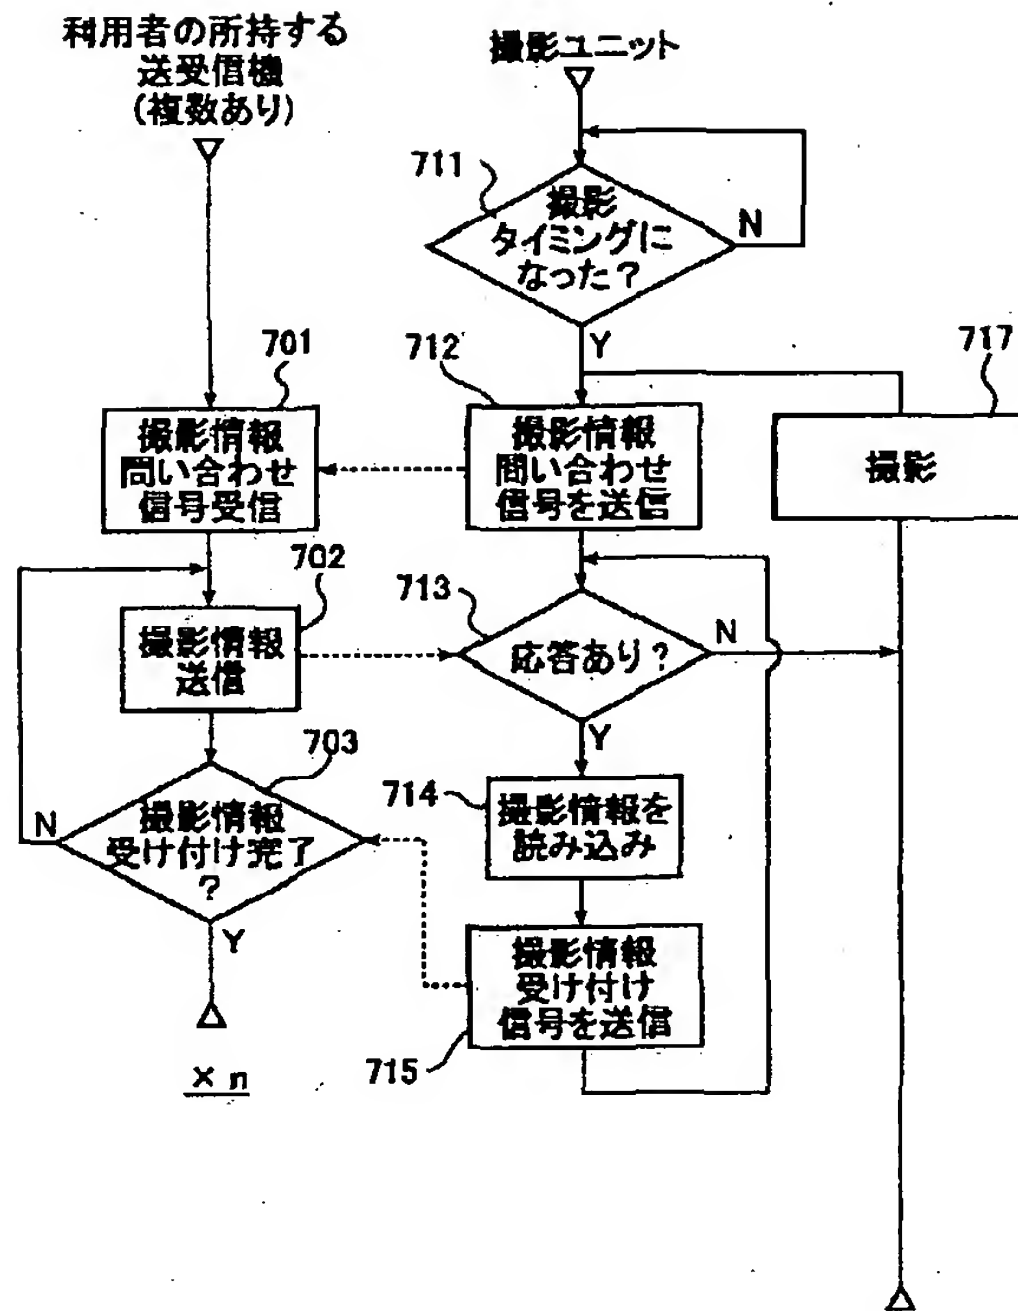 利用者の所持する
送受信機
(複数あり)
撮影ユニット
711
撮影
タイミングに
なった?
N
Y
701
撮影情報
問い合わせ
信号受信
712
撮影情報
問い合わせ
信号を送信
717
撮影
702
撮影情報
送信
713
応答あり?
N
Y
703
撮影情報
受け付け完了
?
N
Y
714
撮影情報を
読み込み
撮影情報
受け付け
信号を送信
715
× n